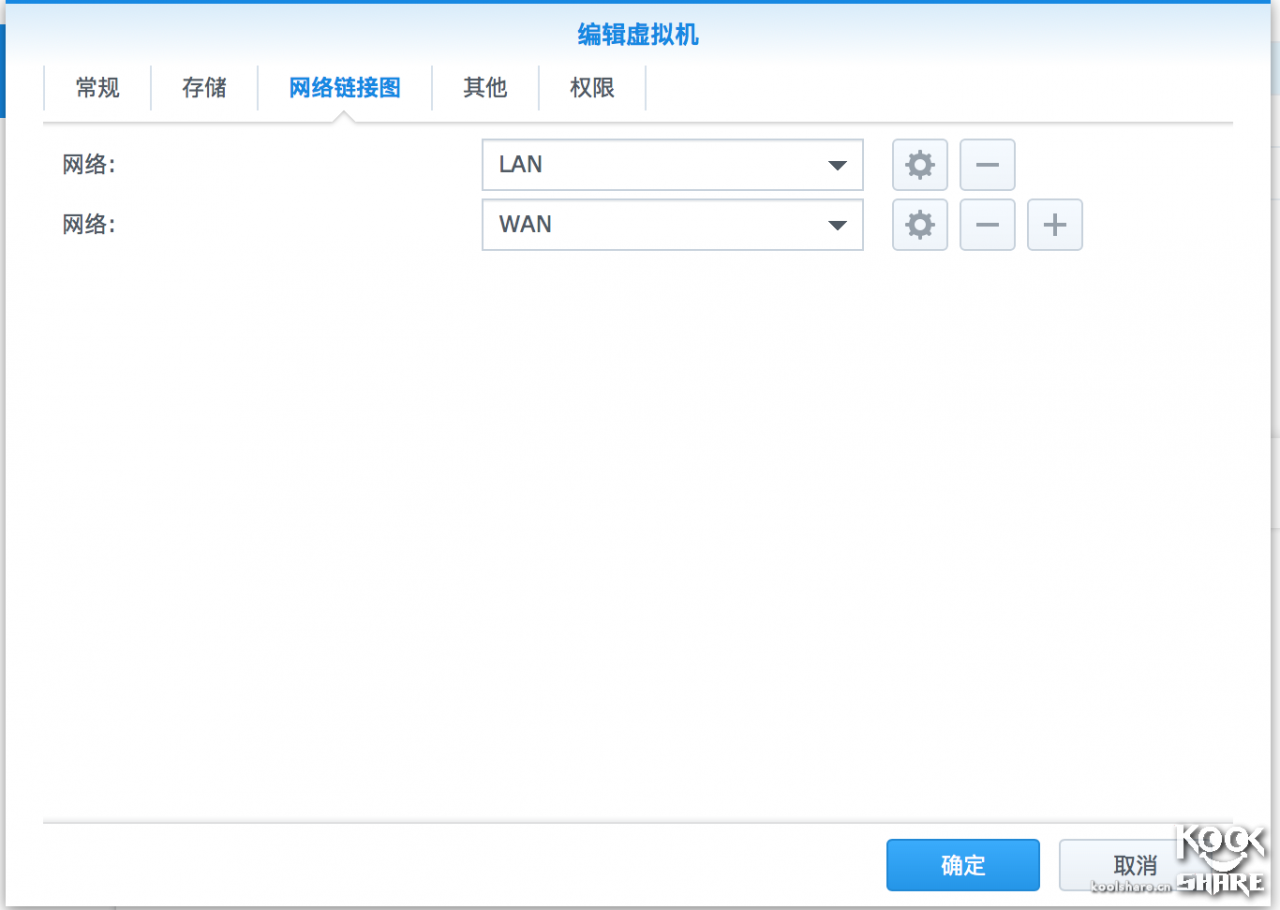 编辑虚拟机
常规 存储 网络链接图 其他 权限
网络: LAN
网络: WAN
确定 取消
KOOL
SHARE
koolshare.cn